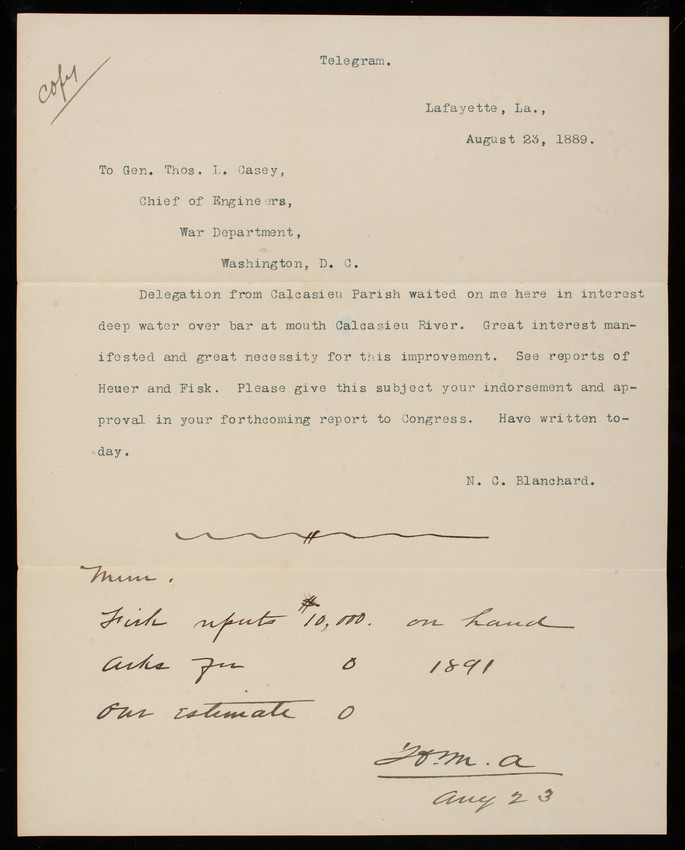 copy
Telegram.
Lafayette, La.,
August 23, 1889.
To Gen. Thos. L. Casey,
Chief of Engineers,
War Department,
Washington, D. C.
Delegation from Calcasieu Parish waited on me here in interest
deep water over bar at mouth Calcasieu River. Great interest man-
ifested and great necessity for this improvement. See reports of
Heuer and Fisk. Please give this subject your indorsement and ap-
proval in your forthcoming report to Congress. Have written to-
day.
N. C. Blanchard.
Mem.
Fisk reports $10,000. on hand
Asks for 0 1891
Our estimate 0
H.M.A
Aug 23